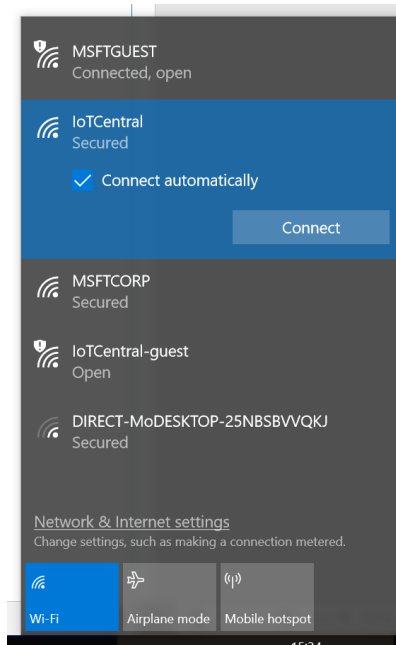 MSFTGUEST
Connected, open
IoTCentral
Secured
Connect automatically
Connect
MSFTCORP
Secured
IoTCentral-guest
Open
DIRECT-MoDESKTOP-25NBSBVVQKJ
Secured
Network & Internet settings
Change settings, such as making a connection metered.
Wi-Fi
Airplane mode
Mobile hotspot